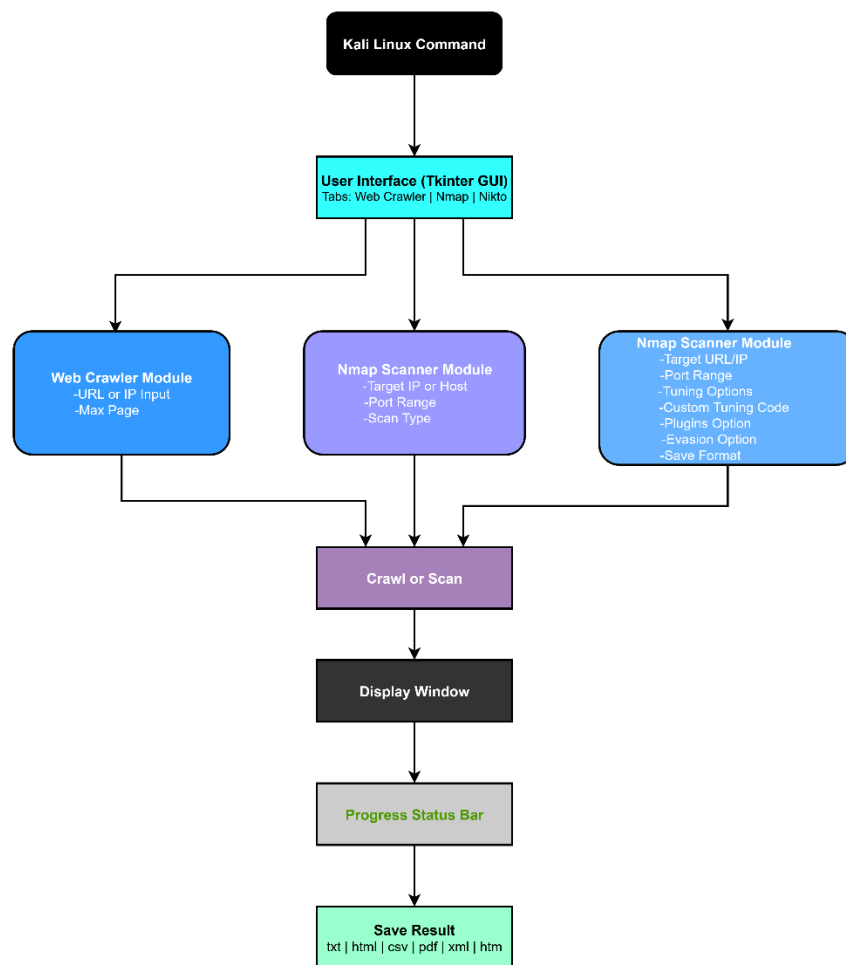 Kali Linux Command
User Interface (Tkinter GUI)
Tabs: Web Crawler | Nmap | Nikto
Web Crawler Module
-URL or IP Input
-Max Page
Nmap Scanner Module
-Target IP or Host
-Port Range
-Scan Type
Nmap Scanner Module
-Target URL/IP
-Port Range
-Tuning Options
-Custom Tuning Code
-Plugins Option
-Evasion Option
-Save Format
Crawl or Scan
Display Window
Progress Status Bar
Save Result
txt | html | csv | pdf | xml | htm